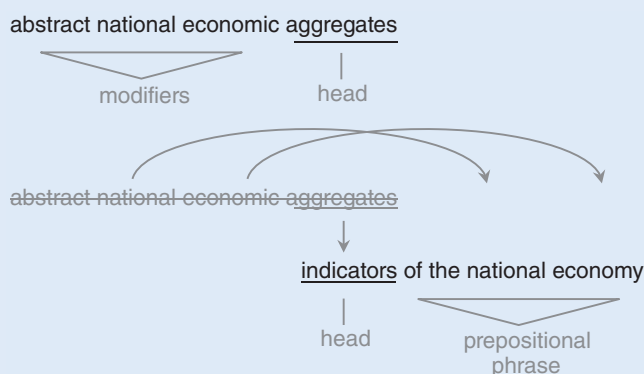 abstract national economic aggregates
modifiers head
abstract national economic aggregates
indicators of the national economy
head prepositional
phrase